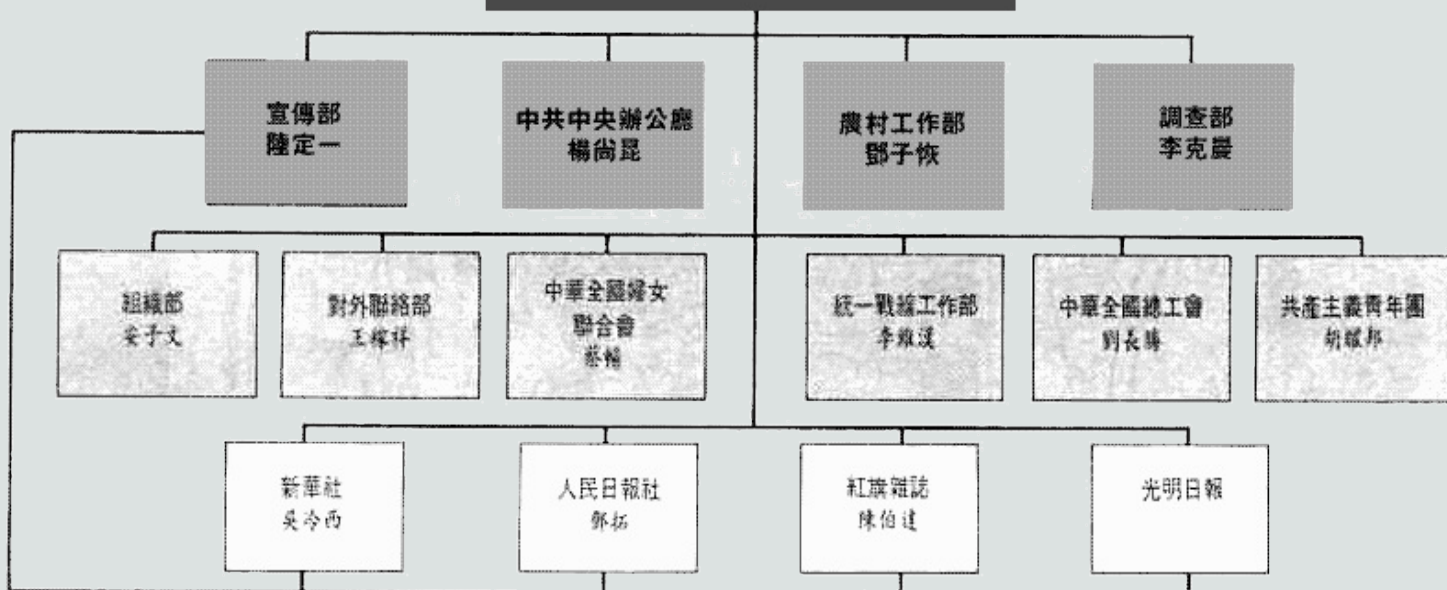 宣傳部
陸定一
中共中央辦公廳
楊尚昆
農村工作部
鄧子恢
調查部
李克農
組織部
安子文
對外聯絡部
王稼祥
中華全國婦女
聯合會
蔡暢
統一戰線工作部
李維漢
中華全國總工會
劉長勝
共產主義青年團
胡耀邦
新華社
吳冷西
人民日報社
鄧拓
紅旗雜誌
陳伯達
光明日報